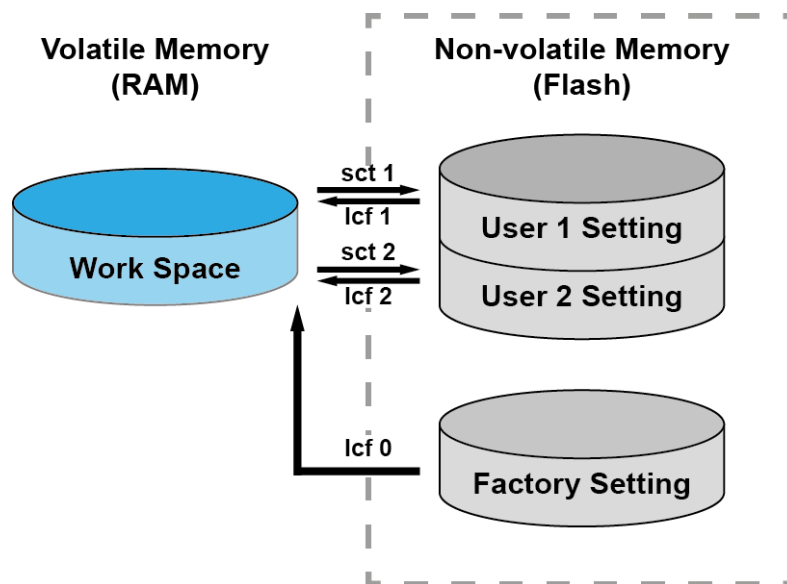 Volatile Memory
(RAM)
Non-volatile Memory
(Flash)
sct 1
lcf 1
sct 2
lcf 2
Work Space
User 1 Setting
User 2 Setting
lcf 0
Factory Setting